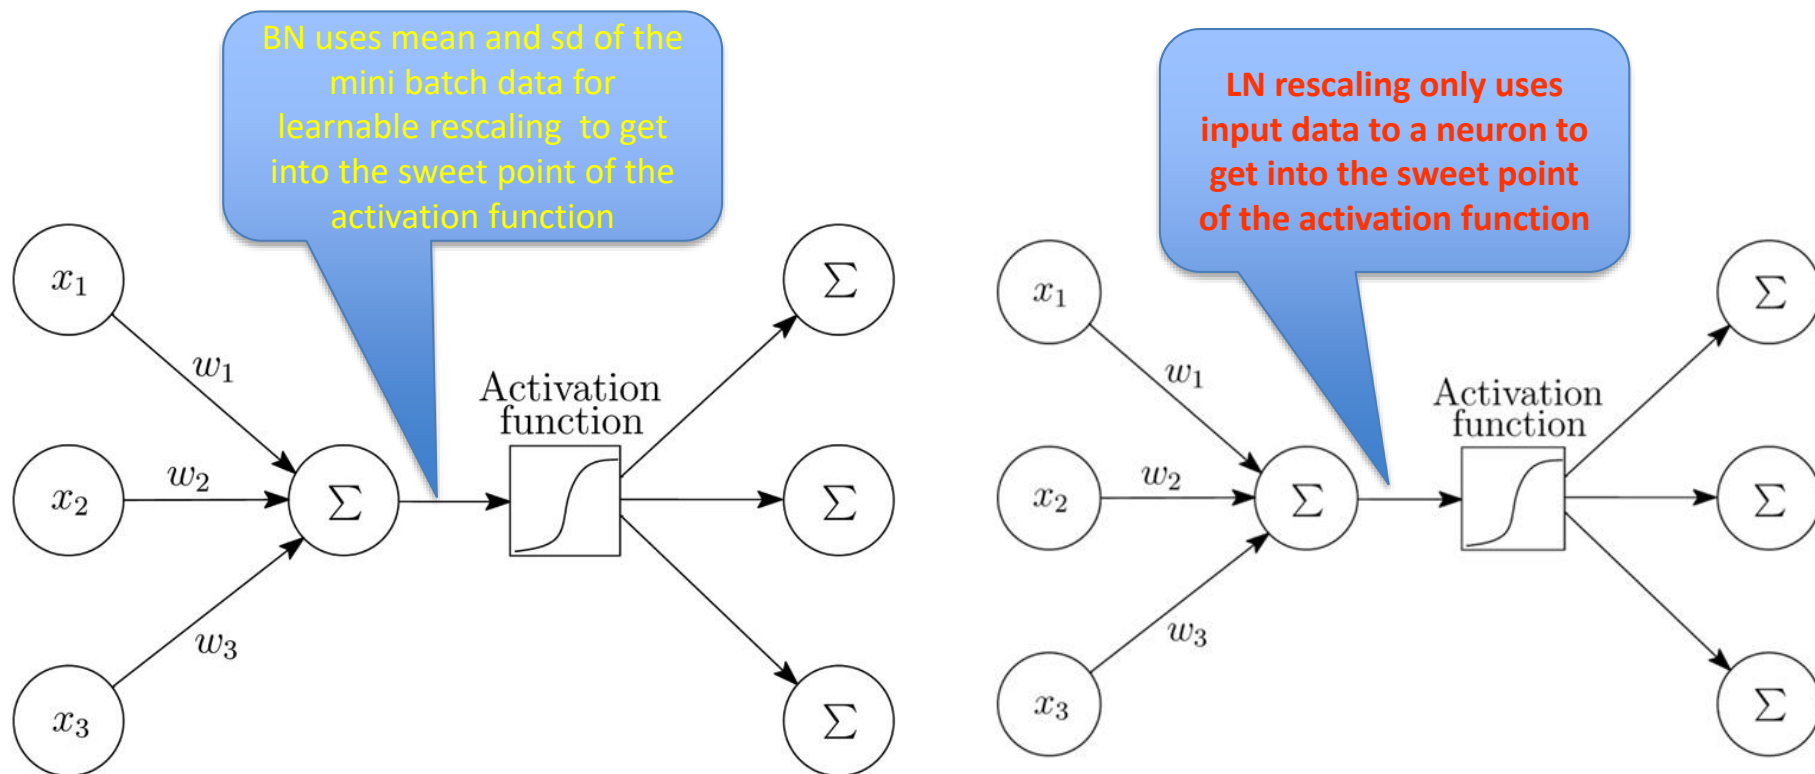 BN uses mean and sd of the
mini batch data for
learnable rescaling to get
into the sweet point of the
activation function
x₁
w₁
x₂
w₂
x₃
w₃
Σ
Activation
function
Σ
Σ
Σ
LN rescaling only uses
input data to a neuron to
get into the sweet point
of the activation function
x₁
w₁
x₂
w₂
x₃
w₃
Σ
Activation
function
Σ
Σ
Σ